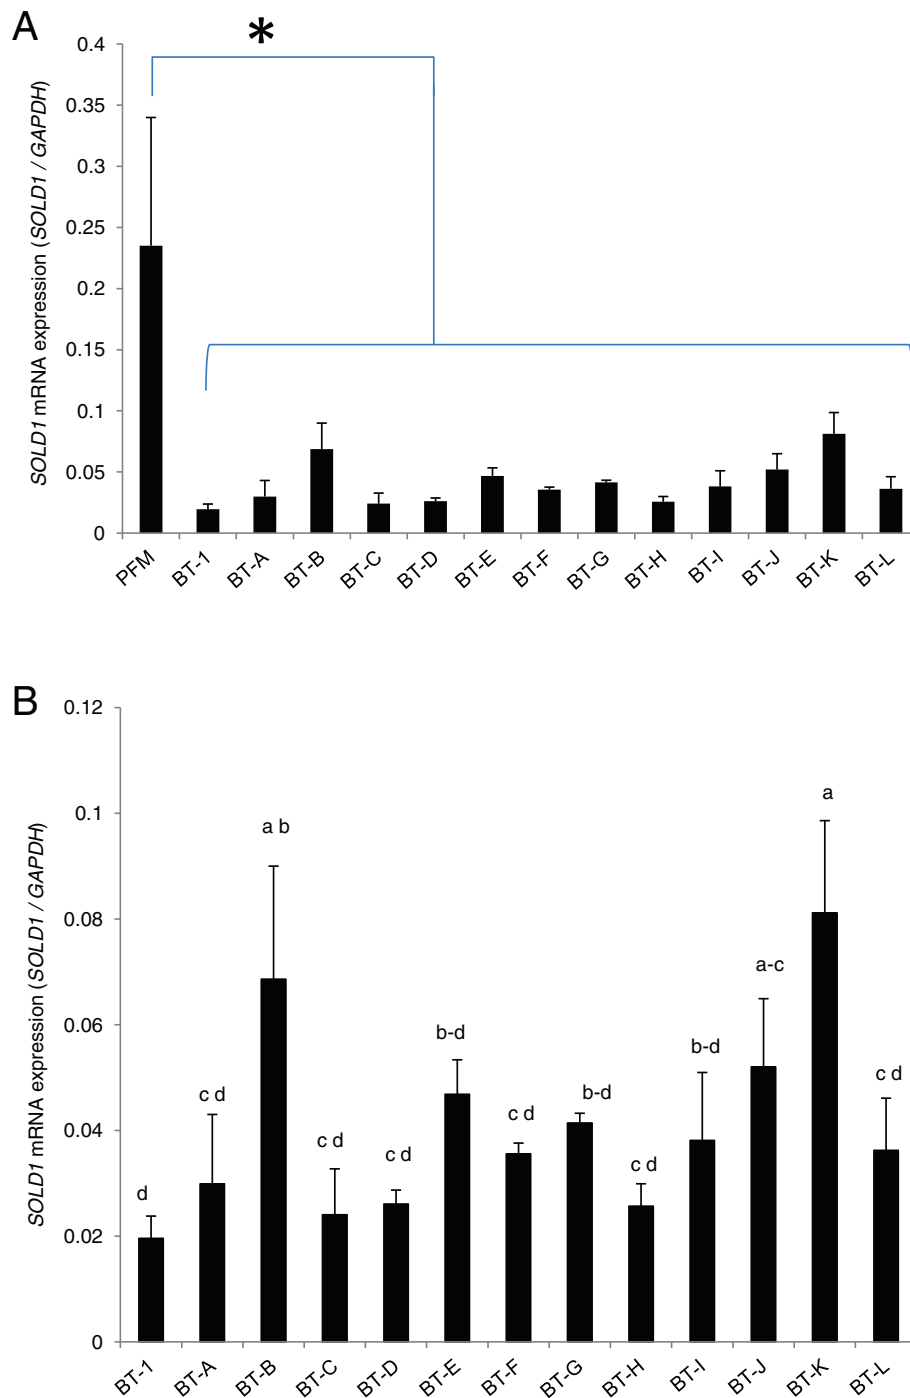 A
*
SOLD1 mRNA expression (SOLD1 / GAPDH)
0.4
0.35
0.3
0.25
0.2
0.15
0.1
0.05
0
PFM BT-1 BT-A BT-B BT-C BT-D BT-E BT-F BT-G BT-H BT-I BT-J BT-K BT-L
B
SOLD1 mRNA expression (SOLD1 / GAPDH)
0.12
0.1
0.08
0.06
0.04
0.02
0
d c d a b c d c d b-d c d b-d c d b-d a-c a c d
BT-1 BT-A BT-B BT-C BT-D BT-E BT-F BT-G BT-H BT-I BT-J BT-K BT-L